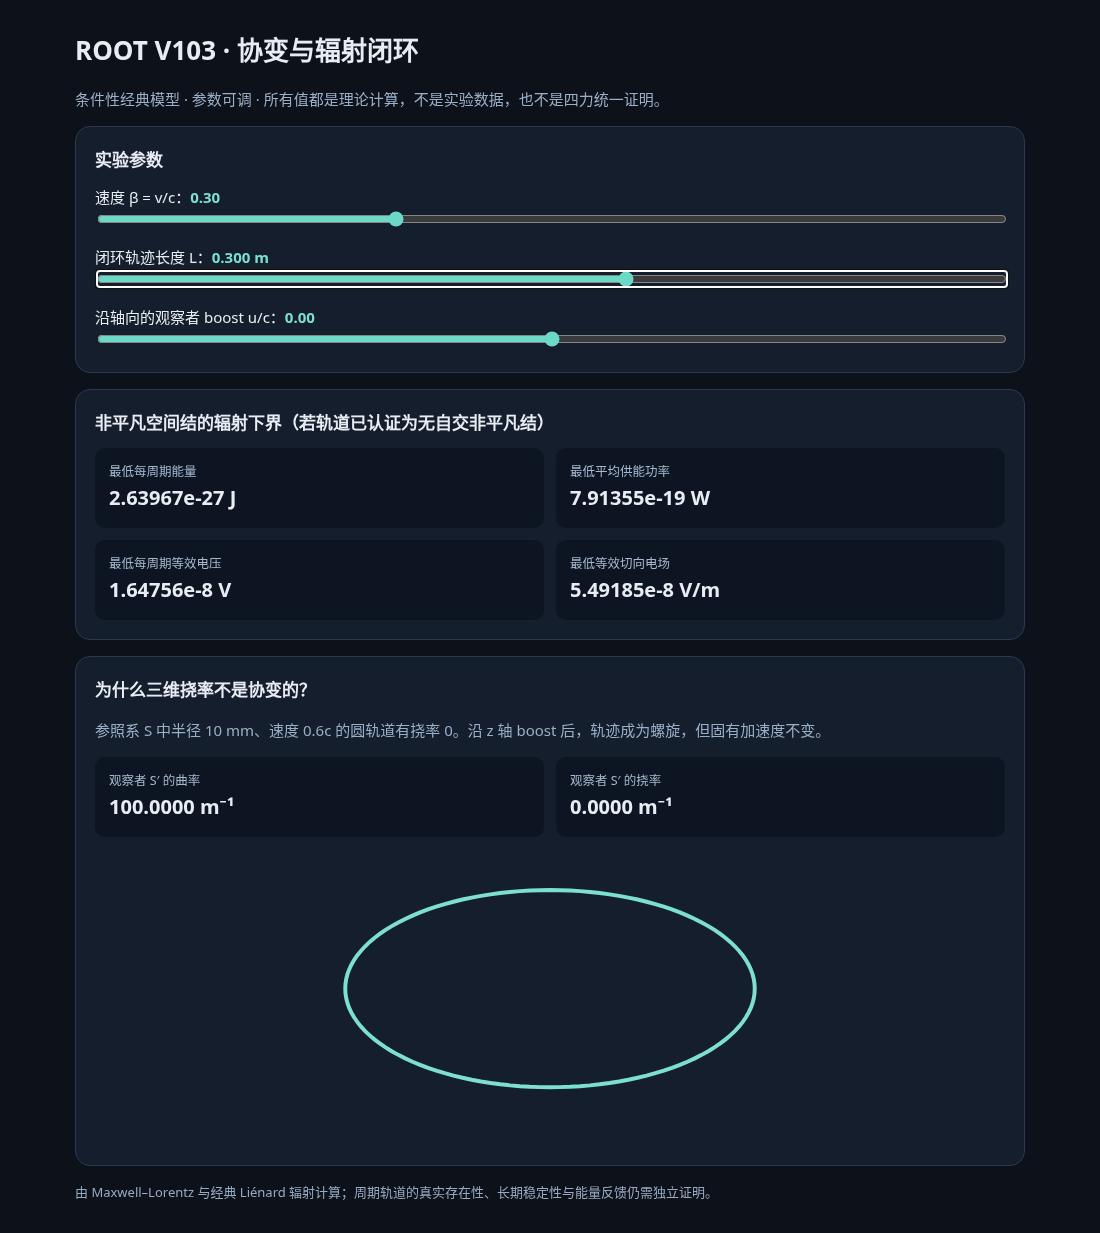 ROOT V103 · 协变与辐射闭环
条件性经典模型 · 参数可调 · 所有值都是理论计算，不是实验数据，也不是四力统一证明。
实验参数
速度 β = v/c：0.30
闭环轨迹长度 L：0.300 m
沿轴向的观察者 boost u/c：0.00
非平凡空间结的辐射下界（若轨道已认证为无自交非平凡结）
最低每周期能量
2.63967e-27 J
最低平均供能功率
7.91355e-19 W
最低每周期等效电压
1.64756e-8 V
最低等效切向电场
5.49185e-8 V/m
为什么三维挠率不是协变的？
参照系 S 中半径 10 mm、速度 0.6c 的圆轨道有挠率 0。沿 z 轴 boost 后，轨迹成为螺旋，但固有加速度不变。
观察者 S′ 的曲率
100.0000 m⁻¹
观察者 S′ 的挠率
0.0000 m⁻¹
由 Maxwell–Lorentz 与经典 Liénard 辐射计算；周期轨道的真实存在性、长期稳定性与能量反馈仍需独立证明。